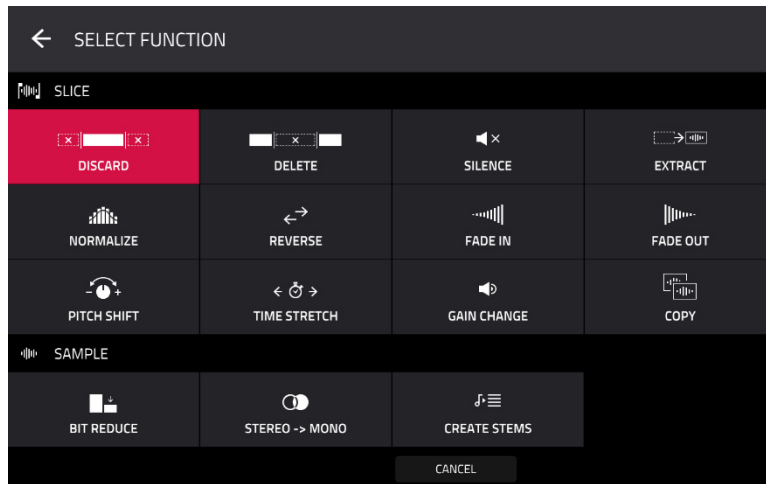 SELECT FUNCTION
SLICE
DISCARD DELETE SILENCE EXTRACT
NORMALIZE REVERSE FADE IN FADE OUT
PITCH SHIFT TIME STRETCH GAIN CHANGE COPY
SAMPLE
BIT REDUCE STEREO -> MONO CREATE STEMS
CANCEL